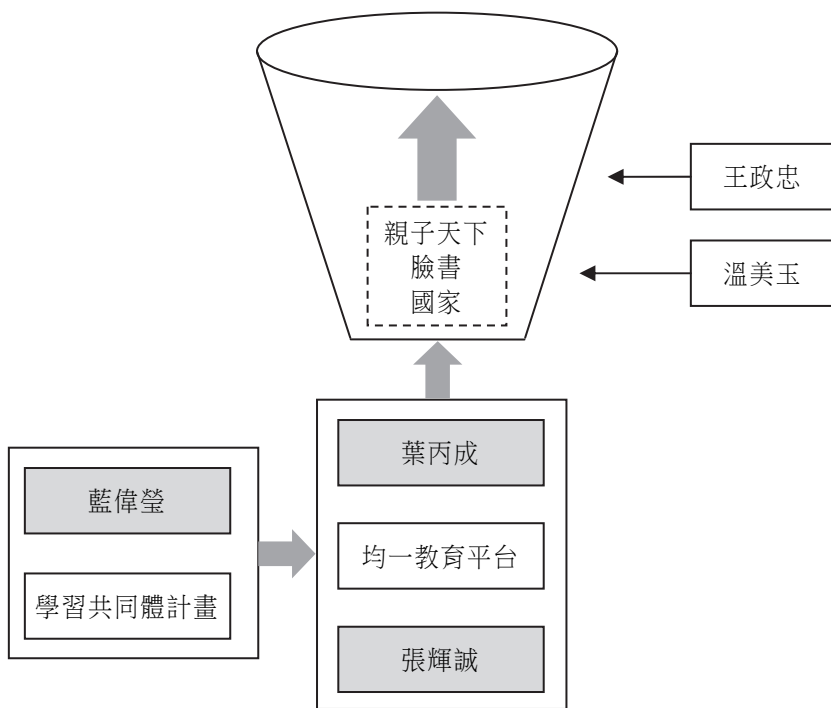 王政忠
親子天下
臉書
國家
溫美玉
葉丙成
藍偉瑩
均一教育平台
學習共同體計畫
張輝誠